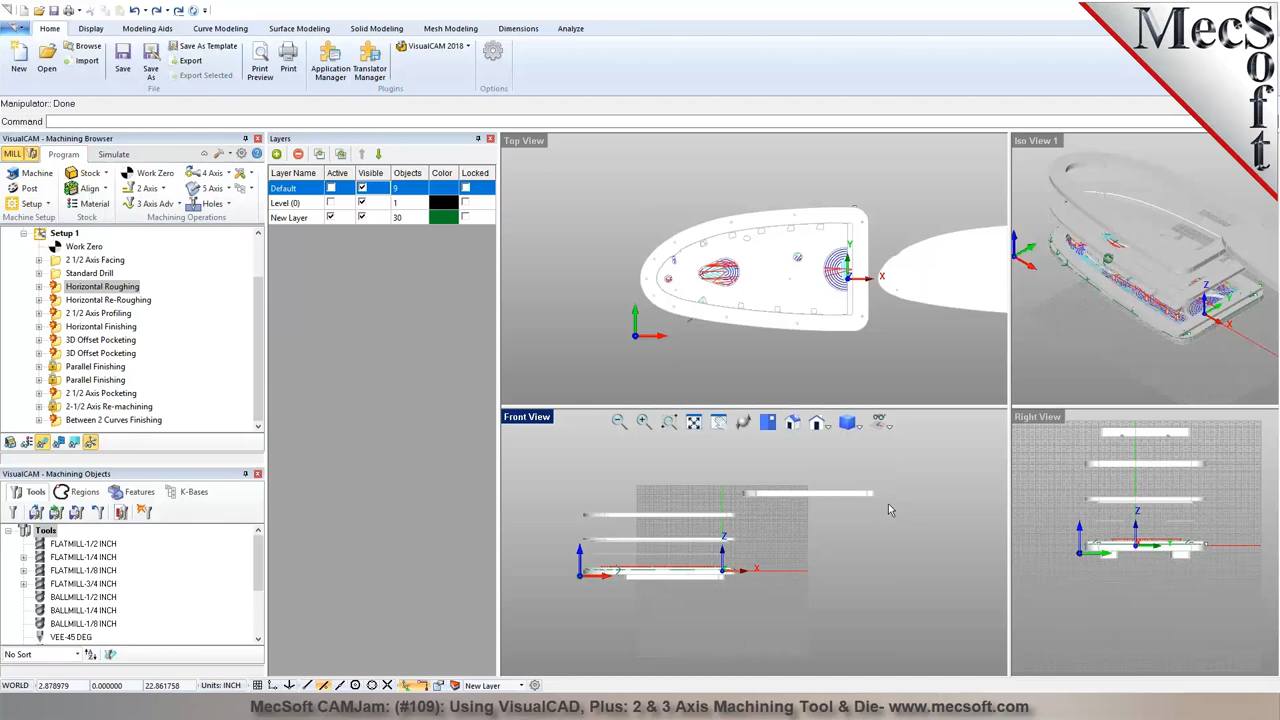 Home Display Modeling Aids Curve Modeling Surface Modeling Solid Modeling Mesh Modeling Dimensions Analyze
Browse Save As Template VisualCAM 2018
Import Export
New Open Save Save As Export Selected Print Preview Print Application Manager Translator Manager
File Plugins Options
MecSoft
Manipulator:: Done
Command
VisualCAM - Machining Browser Layers Top View Iso View 1
MILL Program Simulate
Machine Stock Work Zero 4 Axis
Post Align 2 Axis 5 Axis
Setup Material 3 Axis Adv Holes
Machine Setup Stock Machining Operations
Layer Name Active Visible Objects Color Locked
Default 9
Level (0) 1
New Layer 30
Setup 1
Work Zero
2 1/2 Axis Facing
Standard Drill
Horizontal Roughing
Horizontal Re-Roughing
2 1/2 Axis Profiling
Horizontal Finishing
3D Offset Pocketing
3D Offset Pocketing
Parallel Finishing
Parallel Finishing
2 1/2 Axis Pocketing
2-1/2 Axis Re-machining
Between 2 Curves Finishing
Y
X
Z
Y
X
Front View Right View
Z
X
Z
Y
VisualCAM - Machining Objects
Tools Regions Features K-Bases
Tools
FLATMILL-1/2 INCH
FLATMILL-1/4 INCH
FLATMILL-1/8 INCH
FLATMILL-3/4 INCH
BALLMILL-1/2 INCH
BALLMILL-1/4 INCH
BALLMILL-1/8 INCH
VEE-45 DEG
No Sort
WORLD 2.878979 0.000000 22.861758 Units: INCH New Layer
MecSoft CAMJam: (#109): Using VisualCAD, Plus: 2 & 3 Axis Machining Tool & Die- www.mecsoft.com